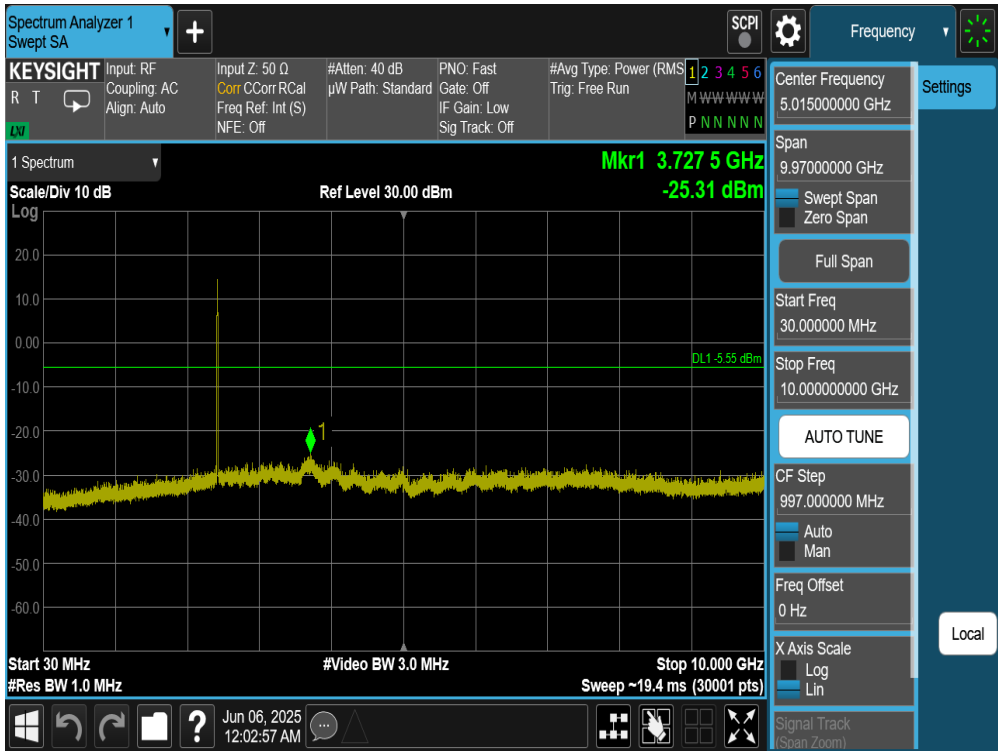 Spectrum Analyzer 1
Swept SA
+
SCPI
Frequency
KEYSIGHT
R T
LXI
Input: RF
Coupling: AC
Align: Auto
Input Z: 50 Ω
Corr CCorr RCal
Freq Ref: Int (S)
NFE: Off
#Atten: 40 dB
µW Path: Standard
PNO: Fast
Gate: Off
IF Gain: Low
Sig Track: Off
#Avg Type: Power (RMS
Trig: Free Run
1 2 3 4 5 6
M W W W W W
P N N N N N
1 Spectrum
Mkr1 3.727 5 GHz
-25.31 dBm
Scale/Div 10 dB
Ref Level 30.00 dBm
Log
20.0
10.0
0.00
-10.0
-20.0
-30.0
-40.0
-50.0
-60.0
DL1 -5.55 dBm
1
Start 30 MHz
#Video BW 3.0 MHz
Stop 10.000 GHz
#Res BW 1.0 MHz
Sweep ~19.4 ms (30001 pts)
Center Frequency
5.015000000 GHz
Span
9.97000000 GHz
Swept Span
Zero Span
Full Span
Start Freq
30.000000 MHz
Stop Freq
10.000000000 GHz
AUTO TUNE
CF Step
997.000000 MHz
Auto
Man
Freq Offset
0 Hz
X Axis Scale
Log
Lin
Signal Track
(Span Zoom)
Settings
Local
?
Jun 06, 2025
12:02:57 AM